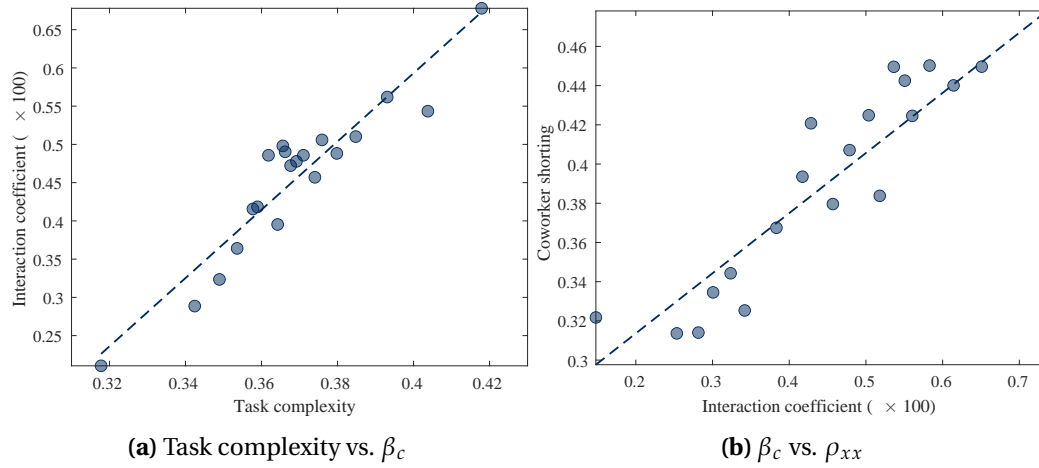 0.65
0.6
0.55
0.5
0.45
0.4
0.35
0.3
0.25
Interaction coefficient ( × 100)
0.32 0.34 0.36 0.38 0.4 0.42
Task complexity
(a) Task complexity vs. β_c
0.46
0.44
0.42
0.4
0.38
0.36
0.34
0.32
0.3
Coworker shorting
0.2 0.3 0.4 0.5 0.6 0.7
Interaction coefficient ( × 100)
(b) β_c vs. ρ_xx